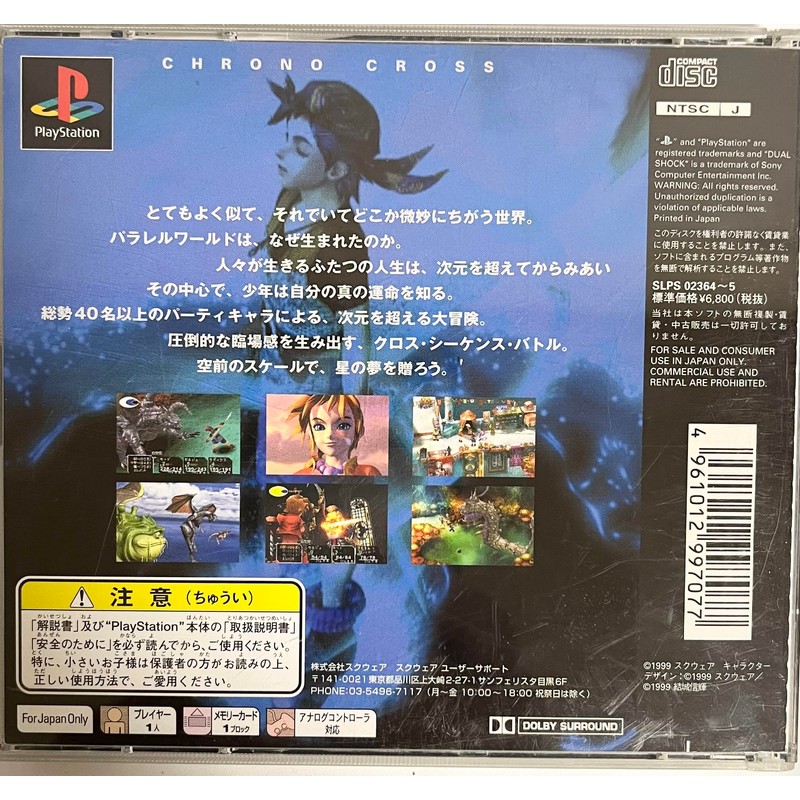 CHRONO CROSS
PlayStation
COMPACT
disc
NTSC J
"PS" and "PlayStation" are
registered trademarks and "DUAL
SHOCK" is a trademark of Sony
Computer Entertainment Inc.
WARNING: All rights reserved.
Unauthorized duplication is a
violation of applicable laws.
Printed in Japan
このディスクを権利者の許諾なく賃貸業
に使用することを禁止します。また、
ソフトに含まれるプログラム等著作物
を無断で解析することを禁止します。
SLPS 02364～5
標準価格¥6,800(税抜)
当社は本ソフトの無断複製・賃
貸・中古販売は一切許可してお
りません。
FOR SALE AND CONSUMER
USE IN JAPAN ONLY.
COMMERCIAL USE AND
RENTAL ARE PROHIBITED.
とてもよく似て、それでいてどこか微妙にちがう世界。
パラレルワールドは、なぜ生まれたのか。
人々が生きるふたつの人生は、次元を超えてからみあい
その中心で、少年は自分の真の運命を知る。
総勢40名以上のパーティキャラによる、次元を超える大冒険。
圧倒的な臨場感を生み出す、クロス・シーケンス・バトル。
空前のスケールで、星の夢を贈ろう。
4961012997077
注意(ちゅうい)
「解説書」及び"PlayStation"本体の「取扱説明書」
「安全のために」を必ず読んでから、ご使用ください。
特に、小さいお子様は保護者の方がお読みの上、
正しい使用方法で、ご愛用ください。
株式会社スクウェア スクウェア ユーザーサポート
〒141-0021 東京都品川区上大崎2-27-1サンフェリスタ目黒6F
PHONE:03-5496-7117 (月～金 10:00～18:00 祝祭日は除く)
©1999 スクウェア キャラクター
デザイン:©1999 スクウェア/
©1999 結城信輝
For Japan Only
プレイヤー
1人
メモリーカード
1ブロック
アナログコントローラ
対応
DOLBY SURROUND